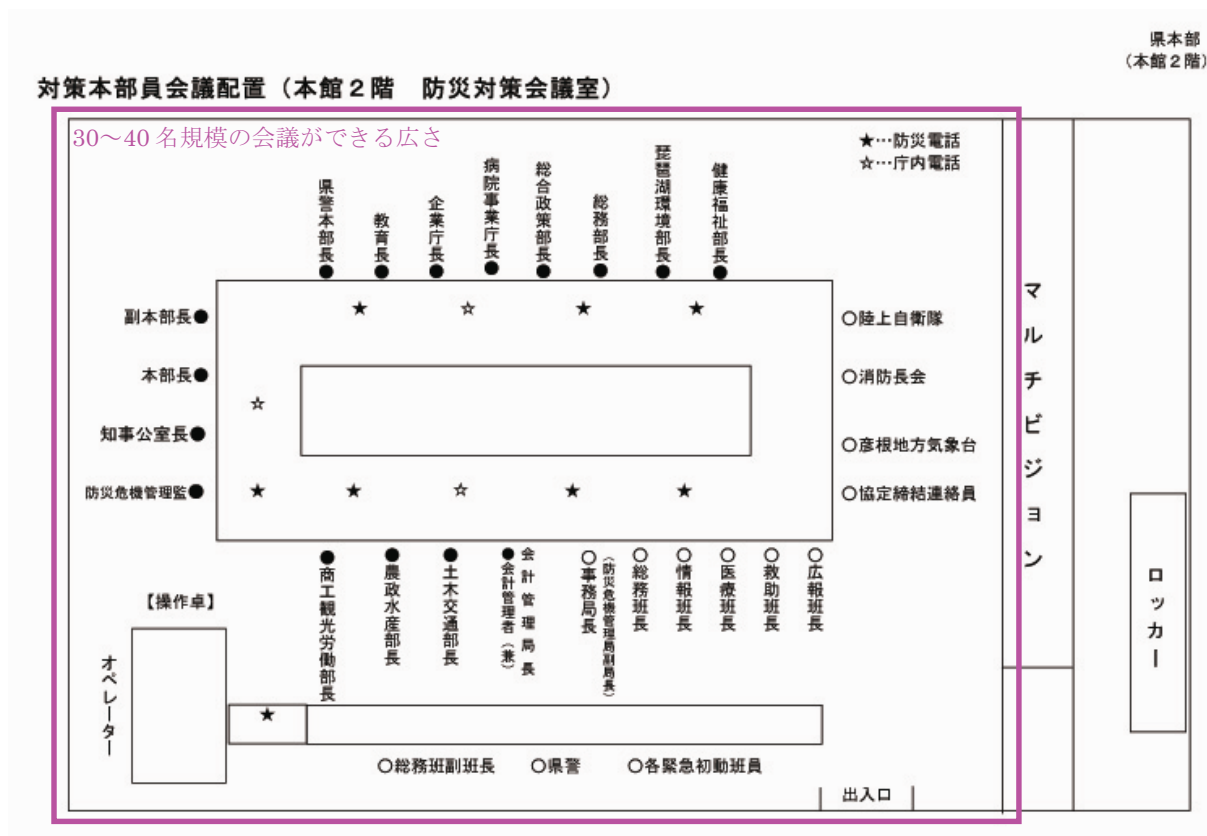 県本部
（本館２階）
対策本部員会議配置（本館２階　防災対策会議室）
30～40 名規模の会議ができる広さ
★…防災電話
☆…庁内電話
県警本部長●
教育長●
企業庁長●
病院事業庁長●
総合政策部長●
総務部長●
琵琶湖環境部長●
健康福祉部長●
★
☆
★
★
副本部長●
本部長●
知事公室長●
防災危機管理監●
☆
★
★
☆
★
★
○陸上自衛隊
○消防長会
○彦根地方気象台
○協定締結連絡員
マルチビジョン
ロッカー
●商工観光労働部長
●農政水産部長
●土木交通部長
会計管理局長
●会計管理者（兼）
（防災危機管理局副局長）
○事務局長
○総務班長
○情報班長
○医療班長
○救助班長
○広報班長
【操作卓】
オペレーター
★
○総務班副班長　○県警　○各緊急初動班員
出入口